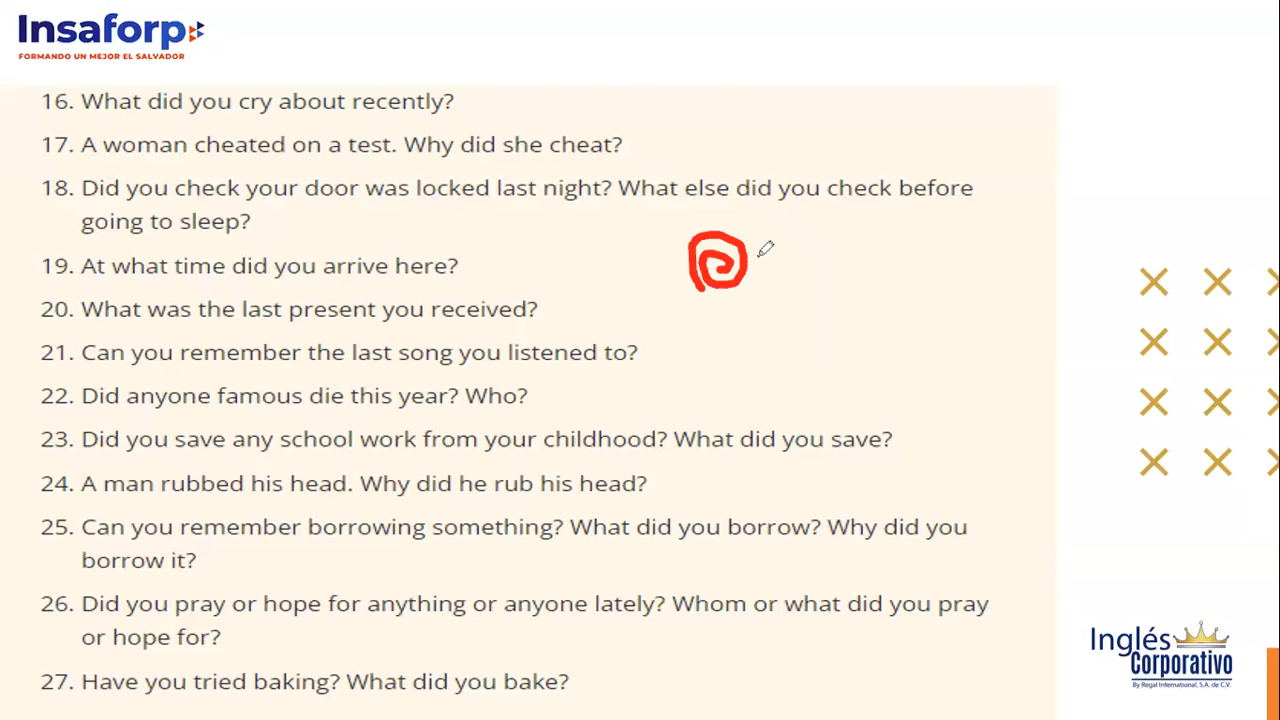 Insaforp
FORMANDO UN MEJOR EL SALVADOR
16. What did you cry about recently?
17. A woman cheated on a test. Why did she cheat?
18. Did you check your door was locked last night? What else did you check before
going to sleep?
19. At what time did you arrive here?
20. What was the last present you received?
21. Can you remember the last song you listened to?
22. Did anyone famous die this year? Who?
23. Did you save any school work from your childhood? What did you save?
24. A man rubbed his head. Why did he rub his head?
25. Can you remember borrowing something? What did you borrow? Why did you
borrow it?
26. Did you pray or hope for anything or anyone lately? Whom or what did you pray
or hope for?
27. Have you tried baking? What did you bake?
Inglés
Corporativo
By Regal International, S.A. de C.V.